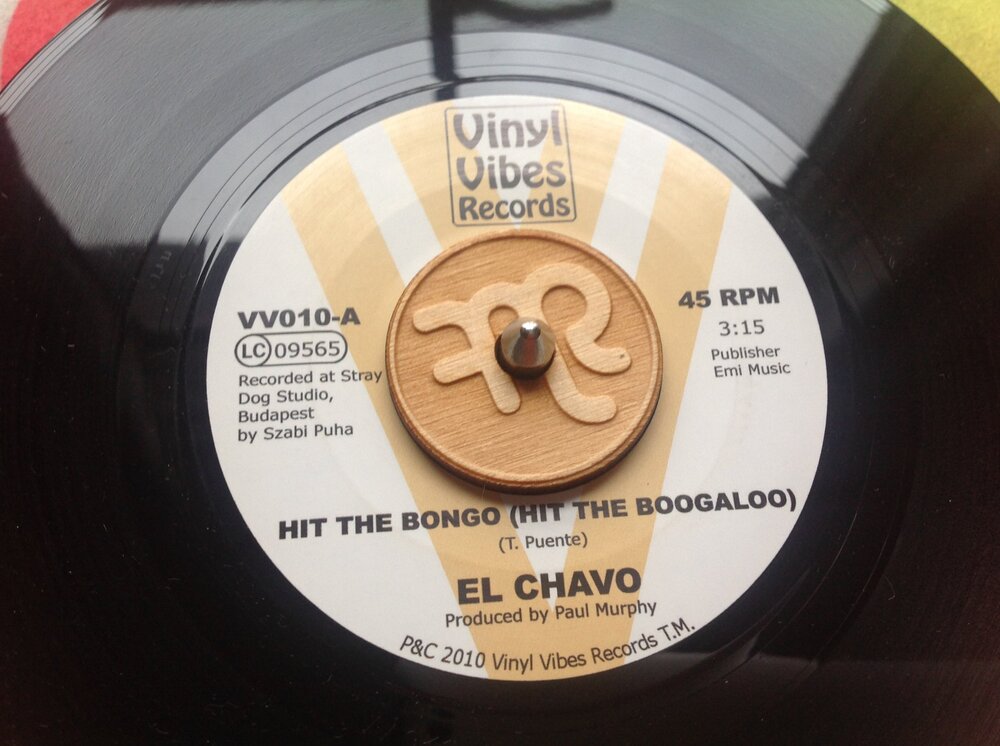 Vinyl
Vibes
Records
VV010-A
LC 09565
Recorded at Stray
Dog Studio,
Budapest
by Szabi Puha
45 RPM
3:15
Publisher
Emi Music
HIT THE BONGO (HIT THE BOOGALOO)
(T. Puente)
EL CHAVO
Produced by Paul Murphy
P&C 2010 Vinyl Vibes Records T.M.